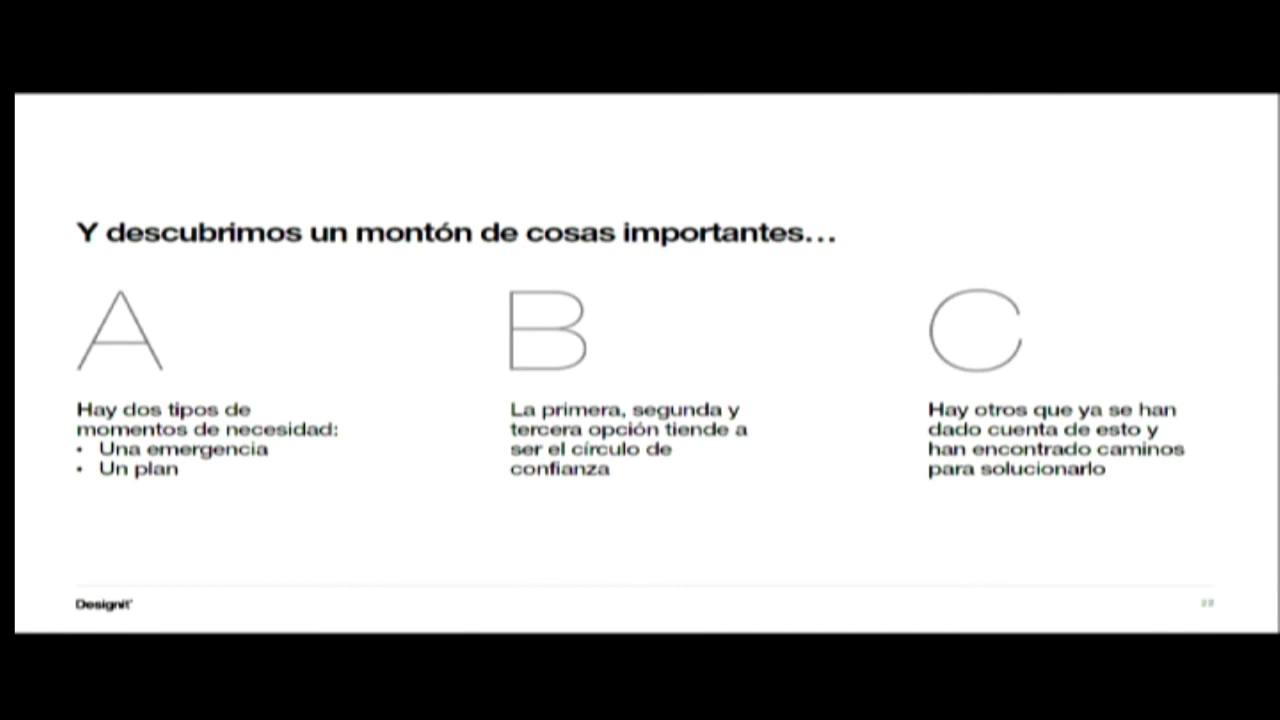 Y descubrimos un montón de cosas importantes...
A
Hay dos tipos de
momentos de necesidad:
• Una emergencia
• Un plan
B
La primera, segunda y
tercera opción tiende a
ser el círculo de
confianza
C
Hay otros que ya se han
dado cuenta de esto y
han encontrado caminos
para solucionarlo
Designit